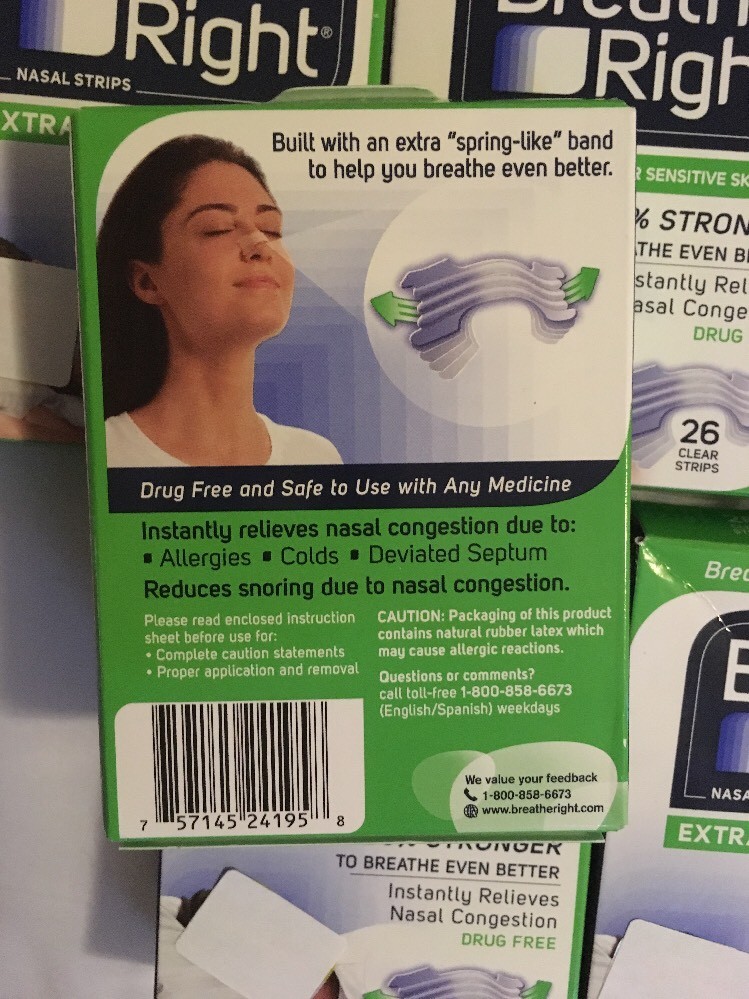 Right®
NASAL STRIPS
XTRA
Breath
Right
R SENSITIVE SK
% STRON
THE EVEN B
stantly Rel
asal Conge
DRUG
26
CLEAR
STRIPS
Built with an extra "spring-like" band
to help you breathe even better.
Drug Free and Safe to Use with Any Medicine
Instantly relieves nasal congestion due to:
▪ Allergies ▪ Colds ▪ Deviated Septum
Reduces snoring due to nasal congestion.
Please read enclosed instruction
sheet before use for:
• Complete caution statements
• Proper application and removal
CAUTION: Packaging of this product
contains natural rubber latex which
may cause allergic reactions.
Questions or comments?
call toll-free 1-800-858-6673
(English/Spanish) weekdays
7 57145 24195 8
We value your feedback
1-800-858-6673
www.breatheright.com
Brea
B
NASA
EXTR
STRONGER
TO BREATHE EVEN BETTER
Instantly Relieves
Nasal Congestion
DRUG FREE